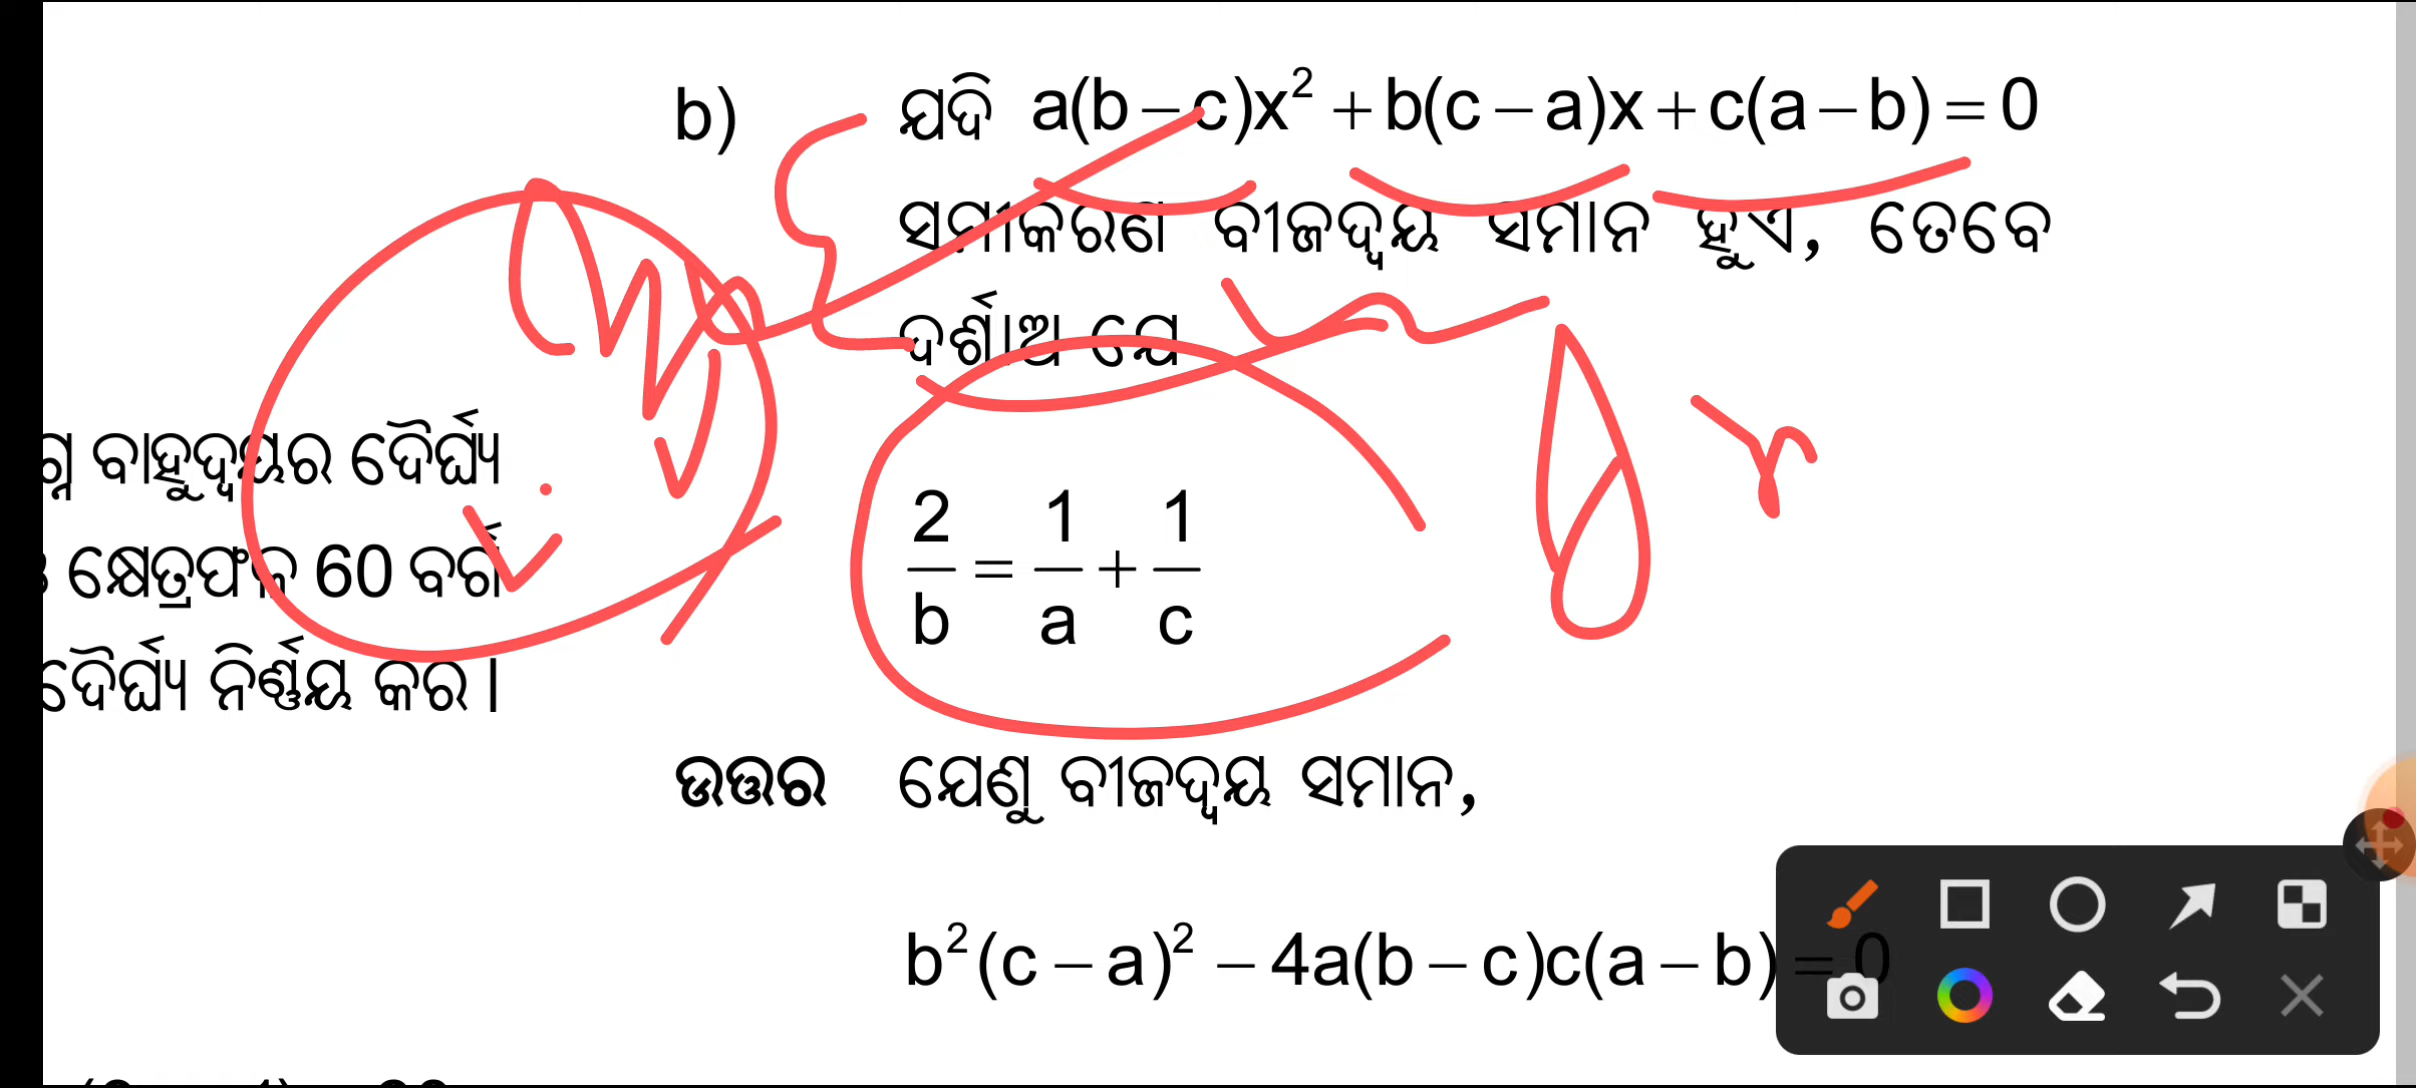 b) ଯଦି a(b – c)x² + b(c – a)x + c(a – b) = 0
ସମୀକରଣ ବୀଜଦ୍ୱୟ ସମାନ ହୁଏ, ତେବେ
ଦର୍ଶାଅ ଯେ
2/b = 1/a + 1/c
ଉତ୍ତର ଯେଣୁ ବୀଜଦ୍ୱୟ ସମାନ,
b²(c – a)² – 4a(b – c)c(a – b) = 0
ବାହୁଦ୍ୱୟର ଦୈର୍ଘ୍ୟ
କ୍ଷେତ୍ରଫଳ 60 ବର୍ଗ
ଦୈର୍ଘ୍ୟ ନିର୍ଣ୍ଣୟ କର।